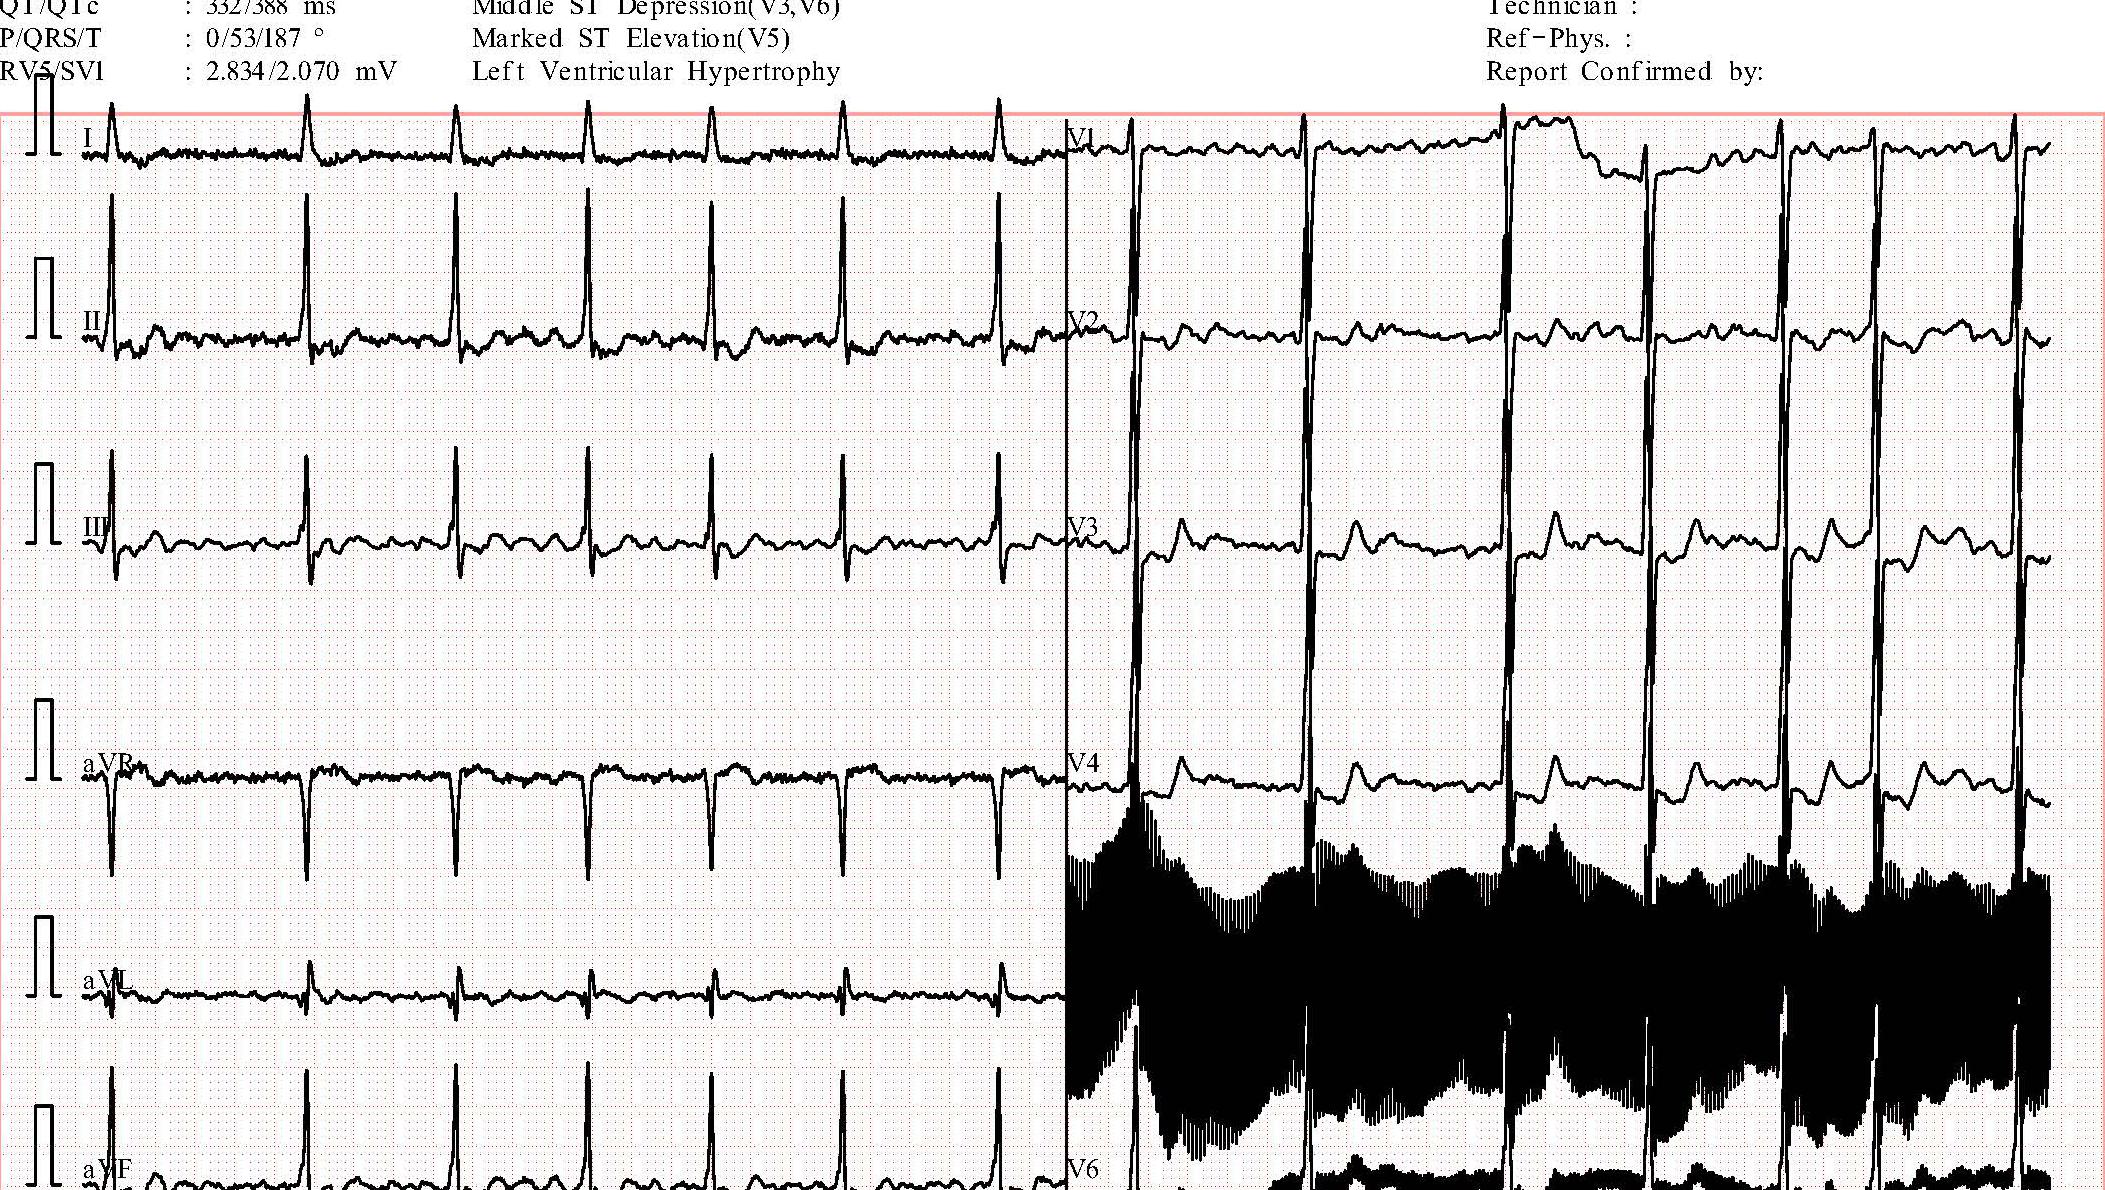 QT/QTc : 332/388 ms
P/QRS/T : 0/53/187 °
RV5/SV1 : 2.834/2.070 mV
Middle ST Depression(V3,V6)
Marked ST Elevation(V5)
Left Ventricular Hypertrophy
Technician :
Ref-Phys. :
Report Confirmed by:
I
II
III
aVR
aVL
aVF
V1
V2
V3
V4
V6